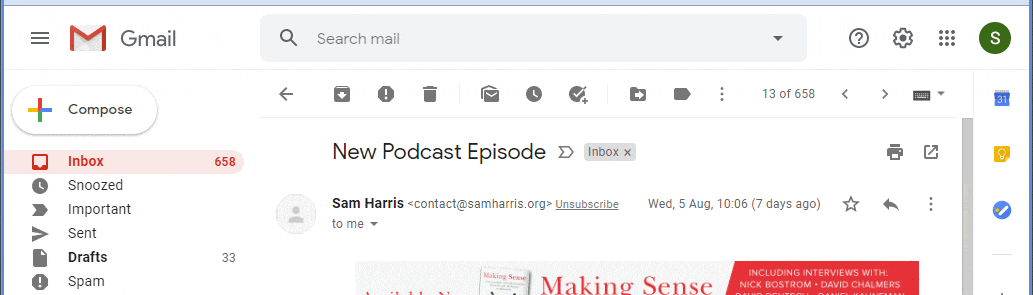 Gmail
Search mail
S
Compose
13 of 658
31
Inbox 658
Snoozed
Important
Sent
Drafts 33
Spam
New Podcast Episode Inbox ×
Sam Harris <contact@samharris.org> Unsubscribe Wed, 5 Aug, 10:06 (7 days ago)
to me
Making Sense
Making Sense
INCLUDING INTERVIEWS WITH:
NICK BOSTROM • DAVID CHALMERS